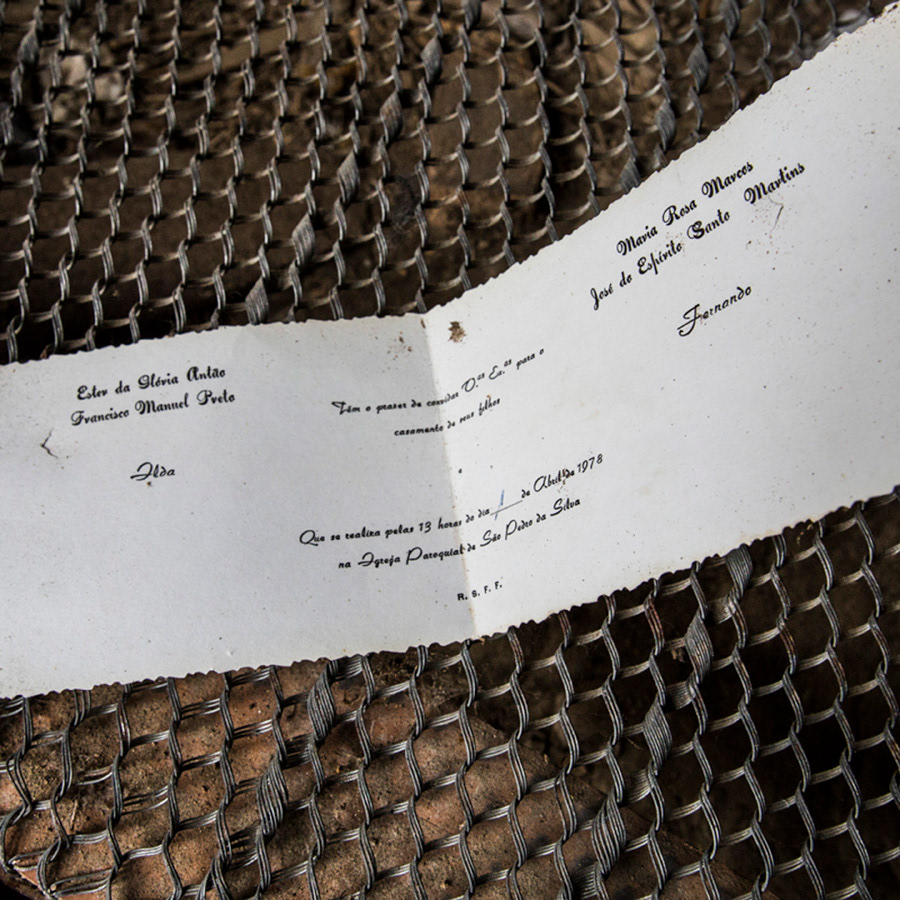 Ester da Glória Antão
Francisco Manuel Preto
Ilda
Maria Rosa Marcos
José do Espírito Santo Martins
Fernando
Têm o prazer de convidar V.ªs Ex.ªs para o
casamento de seus filhos
Que se realiza pelas 13 horas do dia 1 de Abril de 1978
na Igreja Paroquial de São Pedro da Silva
R. S. F. F.